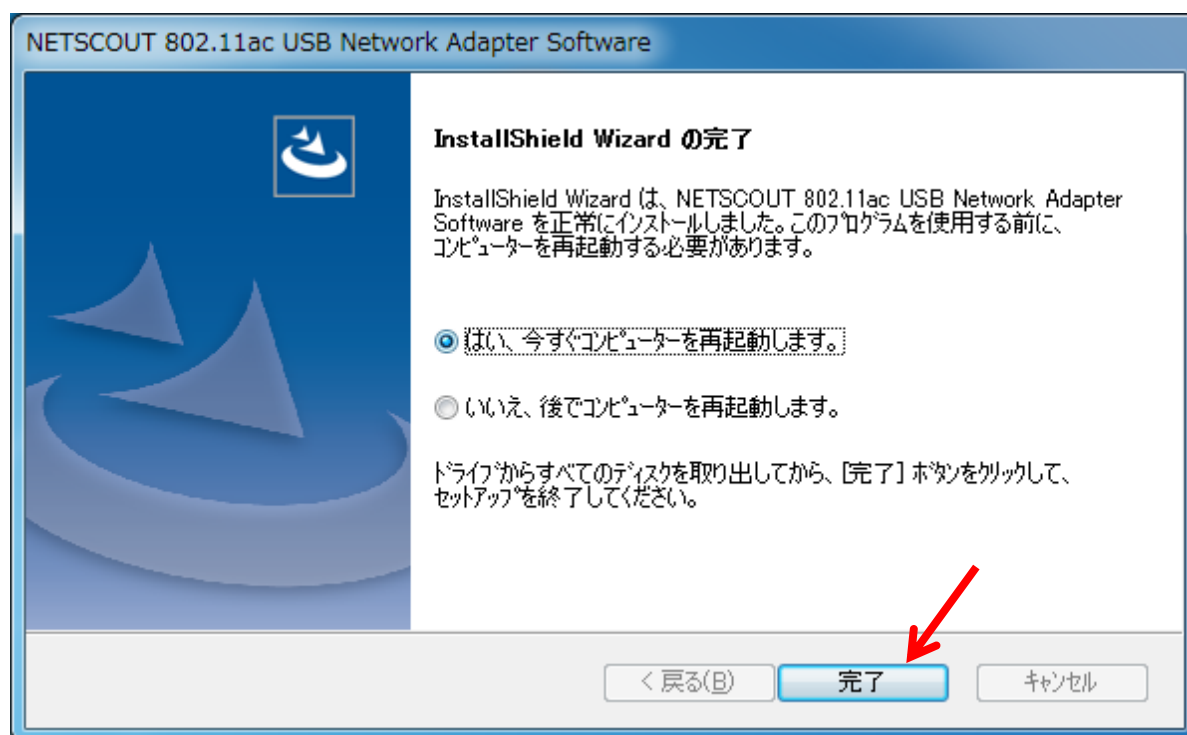 NETSCOUT 802.11ac USB Network Adapter Software
InstallShield Wizard の完了
InstallShield Wizard は、NETSCOUT 802.11ac USB Network Adapter
Software を正常にインストールしました。このプログラムを使用する前に、
コンピューターを再起動する必要があります。
はい、今すぐコンピューターを再起動します。
いいえ、後でコンピューターを再起動します。
ドライブからすべてのディスクを取り出してから、[完了] ボタンをクリックして、
セットアップを終了してください。
< 戻る(B)
完了
キャンセル